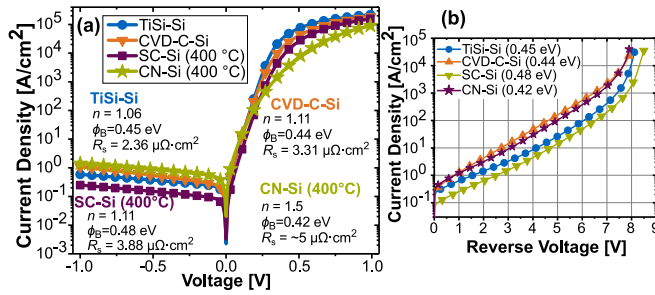 (a)
TiSi-Si
CVD-C-Si
SC-Si (400 °C)
CN-Si (400 °C)
TiSi-Si
n = 1.06
ϕB=0.45 eV
Rs = 2.36 µΩ·cm2
CVD-C-Si
n = 1.11
ϕB=0.44 eV
Rs = 3.31 µΩ·cm2
SC-Si (400°C)
n = 1.11
ϕB=0.48 eV
Rs = 3.88 µΩ·cm2
CN-Si (400°C)
n = 1.5
ϕB=0.42 eV
Rs = ~5 µΩ·cm2
Current Density [A/cm2]
10^5
10^4
10^3
10^2
10^1
10^0
10^-1
10^-2
10^-3
-1.0 -0.5 0.0 0.5 1.0
Voltage [V]
(b)
TiSi-Si (0.45 eV)
CVD-C-Si (0.44 eV)
SC-Si (0.48 eV)
CN-Si (0.42 eV)
Current Density [A/cm2]
10^5
10^4
10^3
10^2
10^1
10^0
10^-1
0 1 2 3 4 5 6 7 8 9
Reverse Voltage [V]